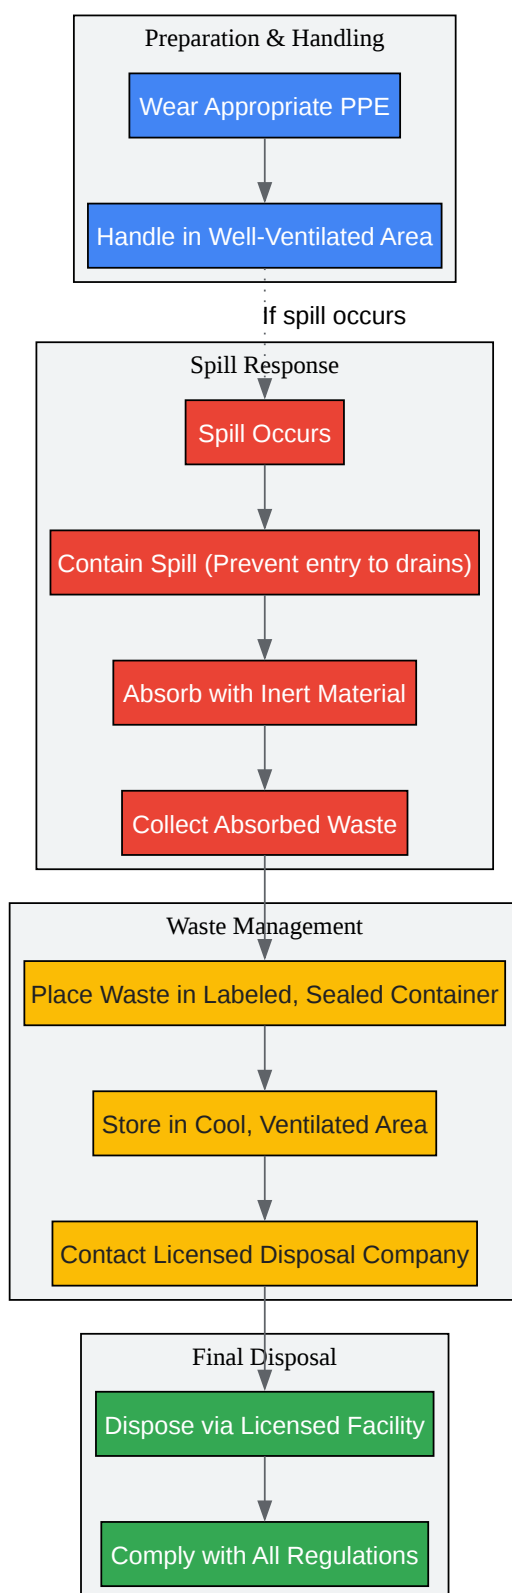 Preparation & Handling
Wear Appropriate PPE
Handle in Well-Ventilated Area
If spill occurs
Spill Response
Spill Occurs
Contain Spill (Prevent entry to drains)
Absorb with Inert Material
Collect Absorbed Waste
Waste Management
Place Waste in Labeled, Sealed Container
Store in Cool, Ventilated Area
Contact Licensed Disposal Company
Final Disposal
Dispose via Licensed Facility
Comply with All Regulations